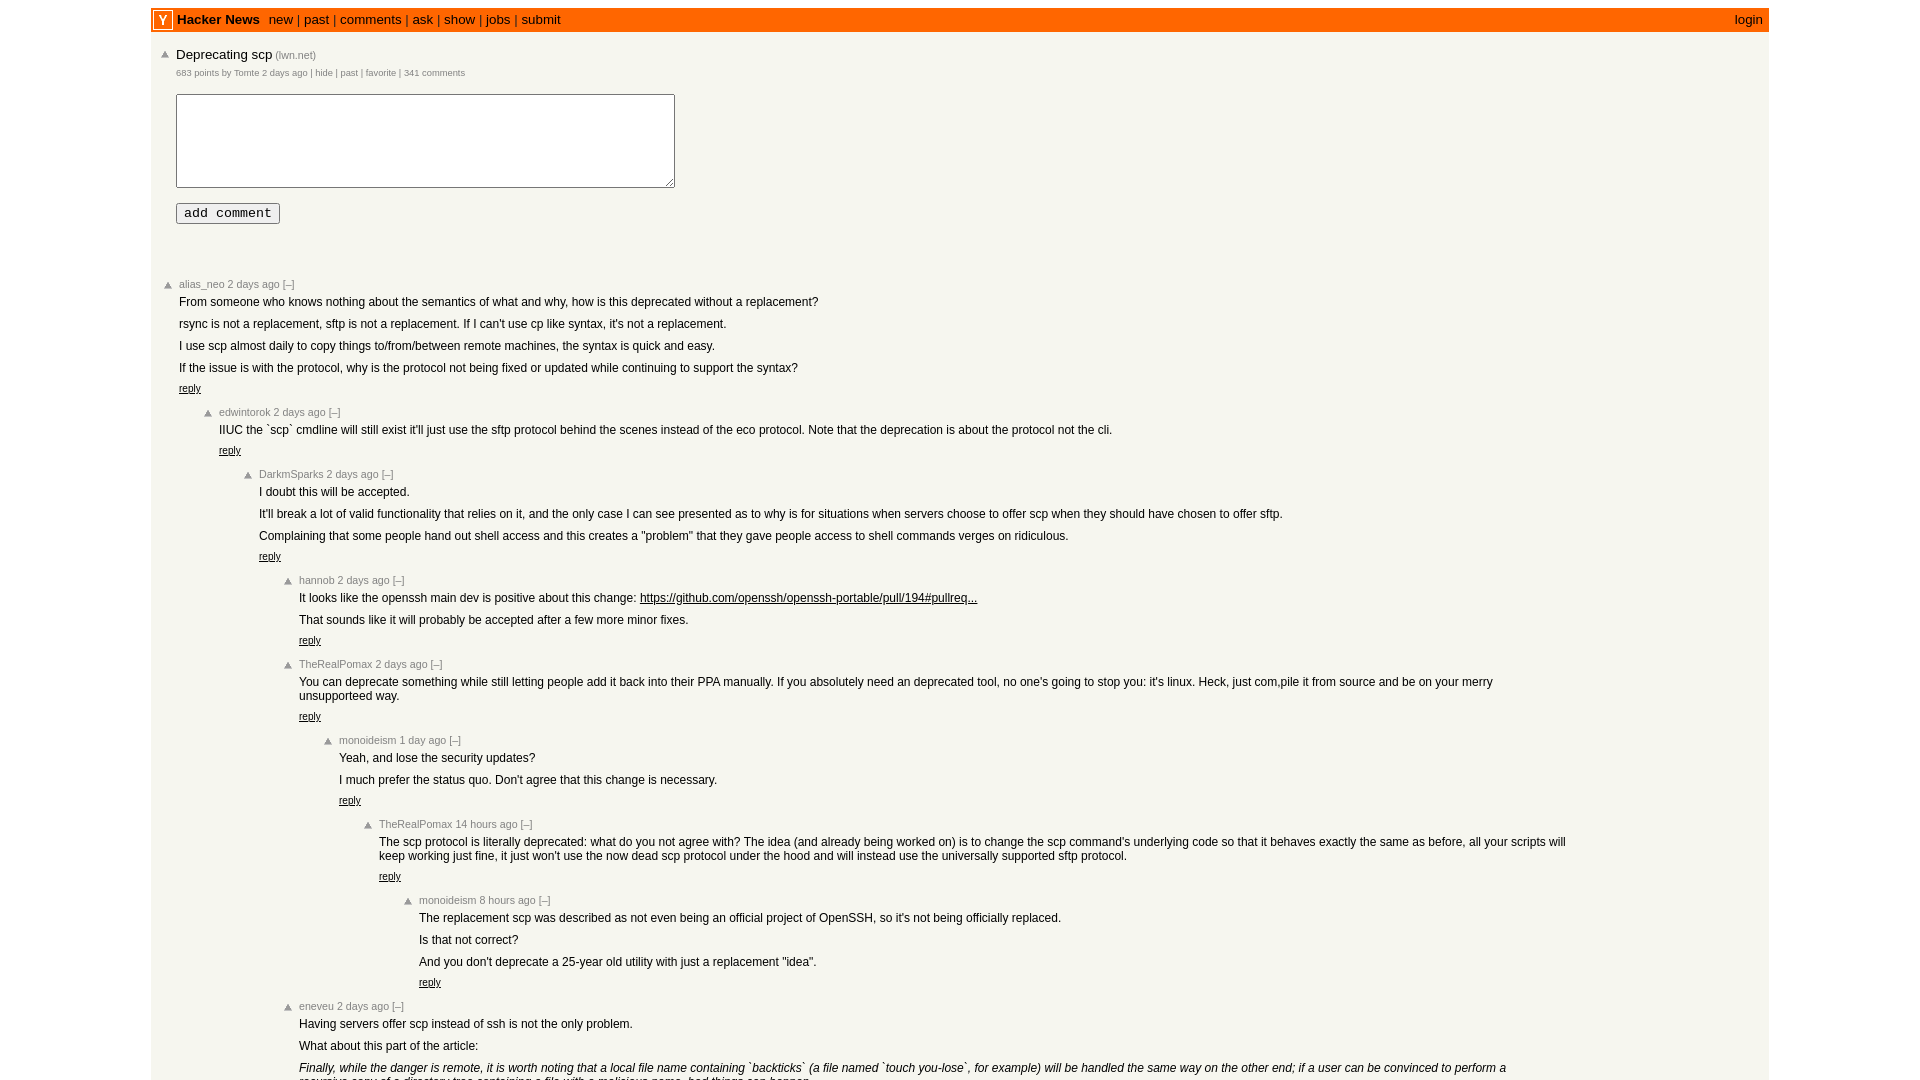 Y Hacker News new | past | comments | ask | show | jobs | submit login
Deprecating scp (lwn.net)
683 points by Tomte 2 days ago | hide | past | favorite | 341 comments
add comment
alias_neo 2 days ago [–]
From someone who knows nothing about the semantics of what and why, how is this deprecated without a replacement?
rsync is not a replacement, sftp is not a replacement. If I can't use cp like syntax, it's not a replacement.
I use scp almost daily to copy things to/from/between remote machines, the syntax is quick and easy.
If the issue is with the protocol, why is the protocol not being fixed or updated while continuing to support the syntax?
reply
edwintorok 2 days ago [–]
IIUC the `scp` cmdline will still exist it'll just use the sftp protocol behind the scenes instead of the eco protocol. Note that the deprecation is about the protocol not the cli.
reply
DarkmSparks 2 days ago [–]
I doubt this will be accepted.
It'll break a lot of valid functionality that relies on it, and the only case I can see presented as to why is for situations when servers choose to offer scp when they should have chosen to offer sftp.
Complaining that some people hand out shell access and this creates a "problem" that they gave people access to shell commands verges on ridiculous.
reply
hannob 2 days ago [–]
It looks like the openssh main dev is positive about this change: https://github.com/openssh/openssh-portable/pull/194#pullreq...
That sounds like it will probably be accepted after a few more minor fixes.
reply
TheRealPomax 2 days ago [–]
You can deprecate something while still letting people add it back into their PPA manually. If you absolutely need an deprecated tool, no one's going to stop you: it's linux. Heck, just com,pile it from source and be on your merry
unsupporteed way.
reply
monoideism 1 day ago [–]
Yeah, and lose the security updates?
I much prefer the status quo. Don't agree that this change is necessary.
reply
TheRealPomax 14 hours ago [–]
The scp protocol is literally deprecated: what do you not agree with? The idea (and already being worked on) is to change the scp command's underlying code so that it behaves exactly the same as before, all your scripts will
keep working just fine, it just won't use the now dead scp protocol under the hood and will instead use the universally supported sftp protocol.
reply
monoideism 8 hours ago [–]
The replacement scp was described as not even being an official project of OpenSSH, so it's not being officially replaced.
Is that not correct?
And you don't deprecate a 25-year old utility with just a replacement "idea".
reply
eneveu 2 days ago [–]
Having servers offer scp instead of ssh is not the only problem.
What about this part of the article:
Finally, while the danger is remote, it is worth noting that a local file name containing `backticks` (a file named `touch you-lose`, for example) will be handled the same way on the other end; if a user can be convinced to perform a